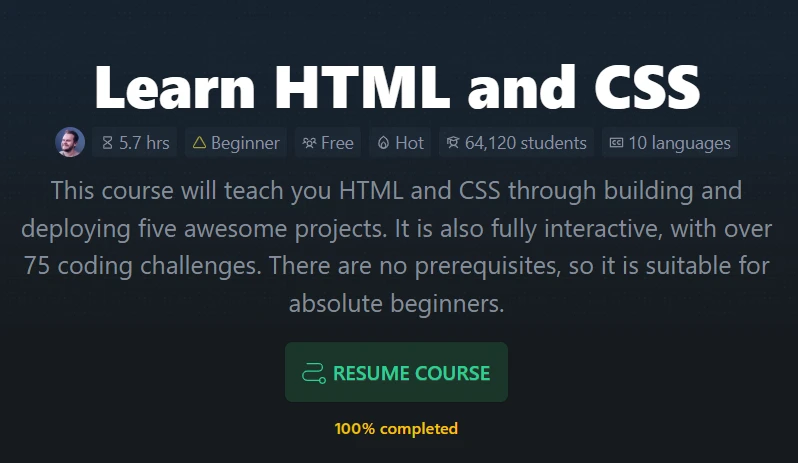 Learn HTML and CSS
5.7 hrs Beginner Free Hot 64,120 students CC 10 languages
This course will teach you HTML and CSS through building and
deploying five awesome projects. It is also fully interactive, with over
75 coding challenges. There are no prerequisites, so it is suitable for
absolute beginners.
RESUME COURSE
100% completed